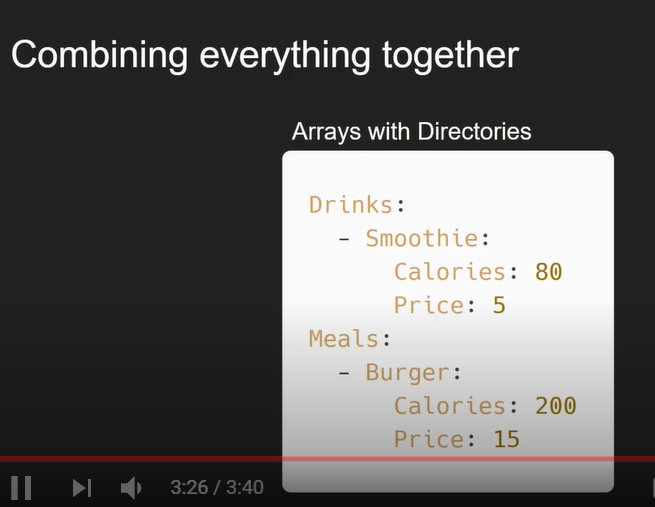 Combining everything together
Arrays with Directories
Drinks:
- Smoothie:
Calories: 80
Price: 5
Meals:
- Burger:
Calories: 200
Price: 15
3:26 / 3:40